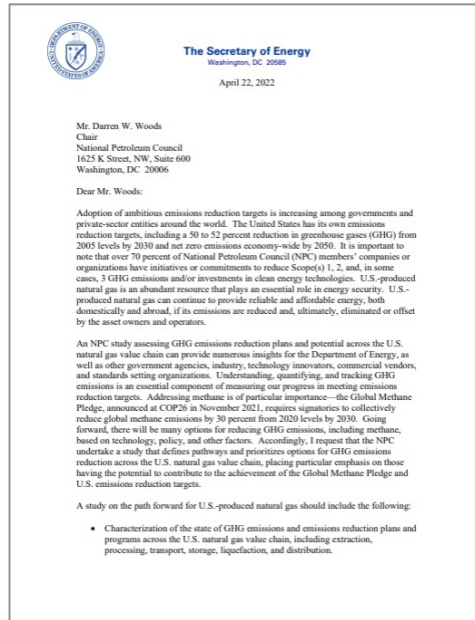 DEPARTMENT OF ENERGY
UNITED STATES OF AMERICA
The Secretary of Energy
Washington, DC 20585
April 22, 2022
Mr. Darren W. Woods
Chair
National Petroleum Council
1625 K Street, NW, Suite 600
Washington, DC 20006
Dear Mr. Woods:
Adoption of ambitious emissions reduction targets is increasing among governments and
private-sector entities around the world. The United States has its own emissions
reduction targets, including a 50 to 52 percent reduction in greenhouse gases (GHG) from
2005 levels by 2030 and net zero emissions economy-wide by 2050. It is important to
note that over 70 percent of National Petroleum Council (NPC) members' companies or
organizations have initiatives or commitments to reduce Scope(s) 1, 2, and, in some
cases, 3 GHG emissions and/or investments in clean energy technologies. U.S.-produced
natural gas is an abundant resource that plays an essential role in energy security. U.S.-
produced natural gas can continue to provide reliable and affordable energy, both
domestically and abroad, if its emissions are reduced and, ultimately, eliminated or offset
by the asset owners and operators.
An NPC study assessing GHG emissions reduction plans and potential across the U.S.
natural gas value chain can provide numerous insights for the Department of Energy, as
well as other government agencies, industry, technology innovators, commercial vendors,
and standards setting organizations. Understanding, quantifying, and tracking GHG
emissions is an essential component of measuring our progress in meeting emissions
reduction targets. Addressing methane is of particular importance—the Global Methane
Pledge, announced at COP26 in November 2021, requires signatories to collectively
reduce global methane emissions by 30 percent from 2020 levels by 2030. Going
forward, there will be many options for reducing GHG emissions, including methane,
based on technology, policy, and other factors. Accordingly, I request that the NPC
undertake a study that defines pathways and prioritizes options for GHG emissions
reduction across the U.S. natural gas value chain, placing particular emphasis on those
having the potential to contribute to the achievement of the Global Methane Pledge and
U.S. emissions reduction targets.
A study on the path forward for U.S.-produced natural gas should include the following:
• Characterization of the state of GHG emissions and emissions reduction plans and
programs across the U.S. natural gas value chain, including extraction,
processing, transport, storage, liquefaction, and distribution.